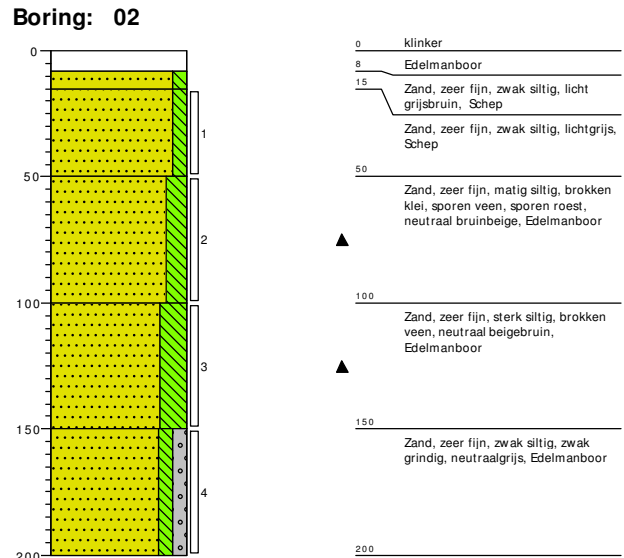 Boring: 02
0
50
100
150
200
1
2
3
4
0 klinker
8 Edelmanboor
15 Zand, zeer fijn, zwak siltig, licht
grijsbruin, Schep
Zand, zeer fijn, zwak siltig, lichtgrijs,
Schep
50
Zand, zeer fijn, matig siltig, brokken
klei, sporen veen, sporen roest,
neutraal bruinbeige, Edelmanboor
100
Zand, zeer fijn, sterk siltig, brokken
veen, neutraal beigebruin,
Edelmanboor
150
Zand, zeer fijn, zwak siltig, zwak
grindig, neutraalgrijs, Edelmanboor
200